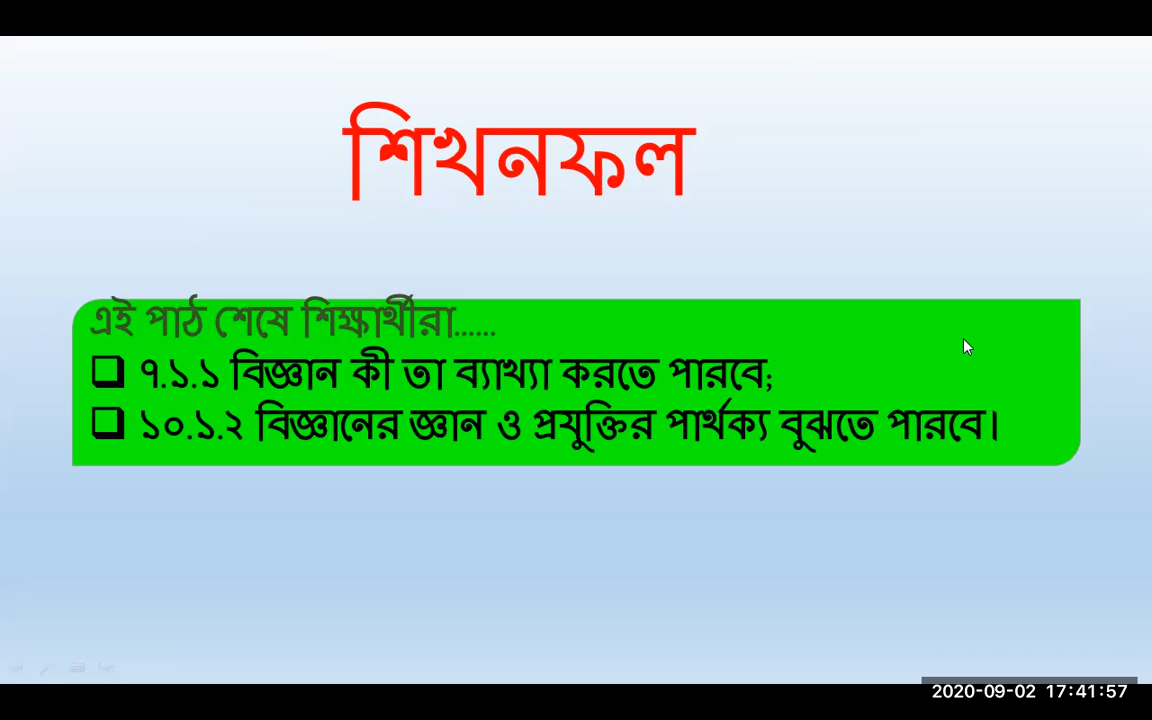 শিখনফল
এই পাঠ শেষে শিক্ষার্থীরা......
৭.১.১ বিজ্ঞান কী তা ব্যাখ্যা করতে পারবে;
১০.১.২ বিজ্ঞানের জ্ঞান ও প্রযুক্তির পার্থক্য বুঝতে পারবে।
2020-09-02 17:41:57